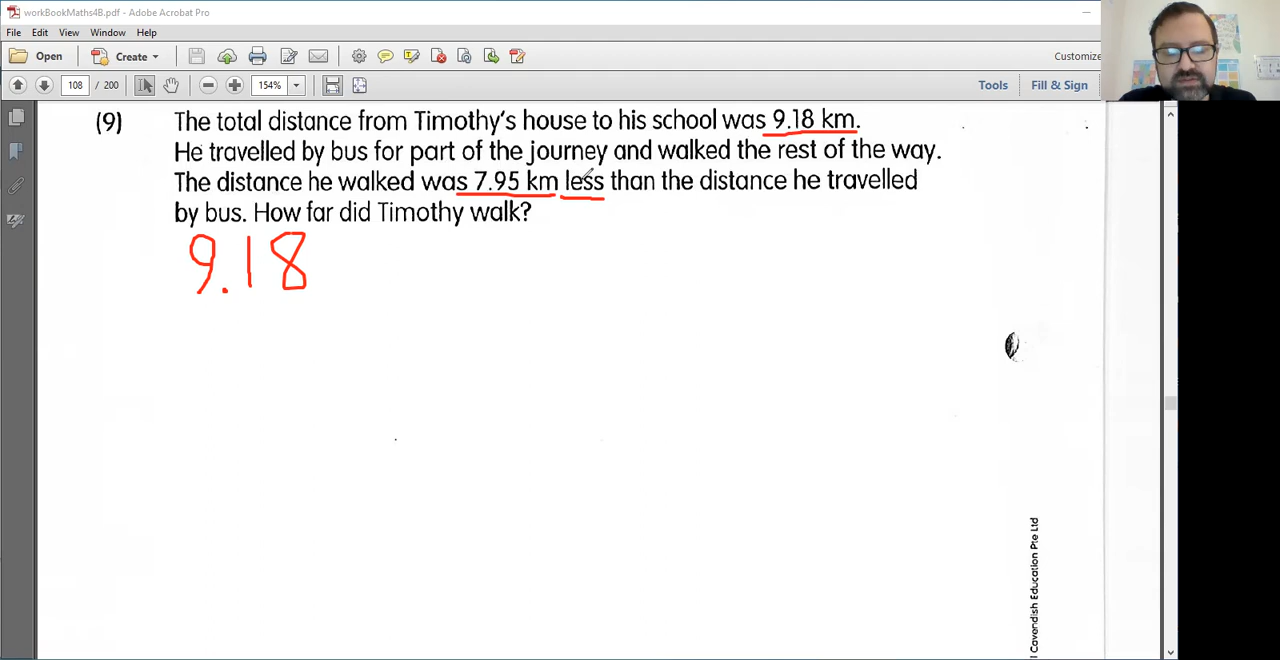 workBookMaths4B.pdf - Adobe Acrobat Pro
File Edit View Window Help
Open Create Customize
108 / 200 154% Tools Fill & Sign
(9) The total distance from Timothy's house to his school was 9.18 km.
He travelled by bus for part of the journey and walked the rest of the way.
The distance he walked was 7.95 km less than the distance he travelled
by bus. How far did Timothy walk?
9.18
l Cavendish Education Pte Ltd